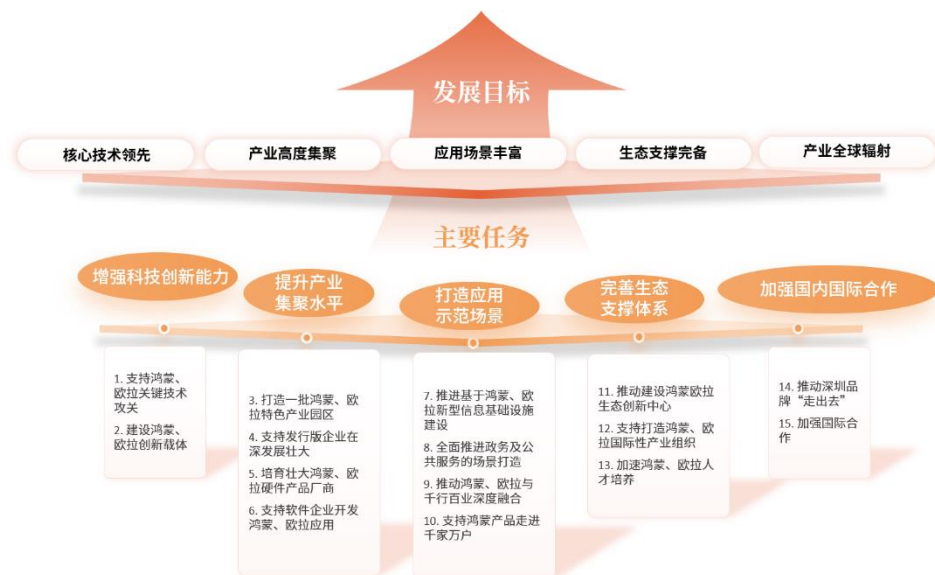 发展目标
核心技术领先
产业高度集聚
应用场景丰富
生态支撑完备
产业全球辐射
主要任务
增强科技创新能力
提升产业
集聚水平
打造应用
示范场景
完善生态
支撑体系
加强国内国际合作
1. 支持鸿蒙、
欧拉关键技术
攻关
2. 建设鸿蒙、
欧拉创新载体
3. 打造一批鸿蒙、欧
拉特色产业园区
4. 支持发行版企业在
深发展壮大
5. 培育壮大鸿蒙、欧
拉硬件产品厂商
6. 支持软件企业开发
鸿蒙、欧拉应用
7. 推进基于鸿蒙、欧
拉新型信息基础设施
建设
8. 全面推进政务及公
共服务的场景打造
9. 推动鸿蒙、欧拉与
千行百业深度融合
10. 支持鸿蒙产品走进
千家万户
11. 推动建设鸿蒙欧拉
生态创新中心
12. 支持打造鸿蒙、欧
拉国际性产业组织
13. 加速鸿蒙、欧拉人
才培养
14. 推动深圳品
牌“走出去”
15. 加强国际合
作